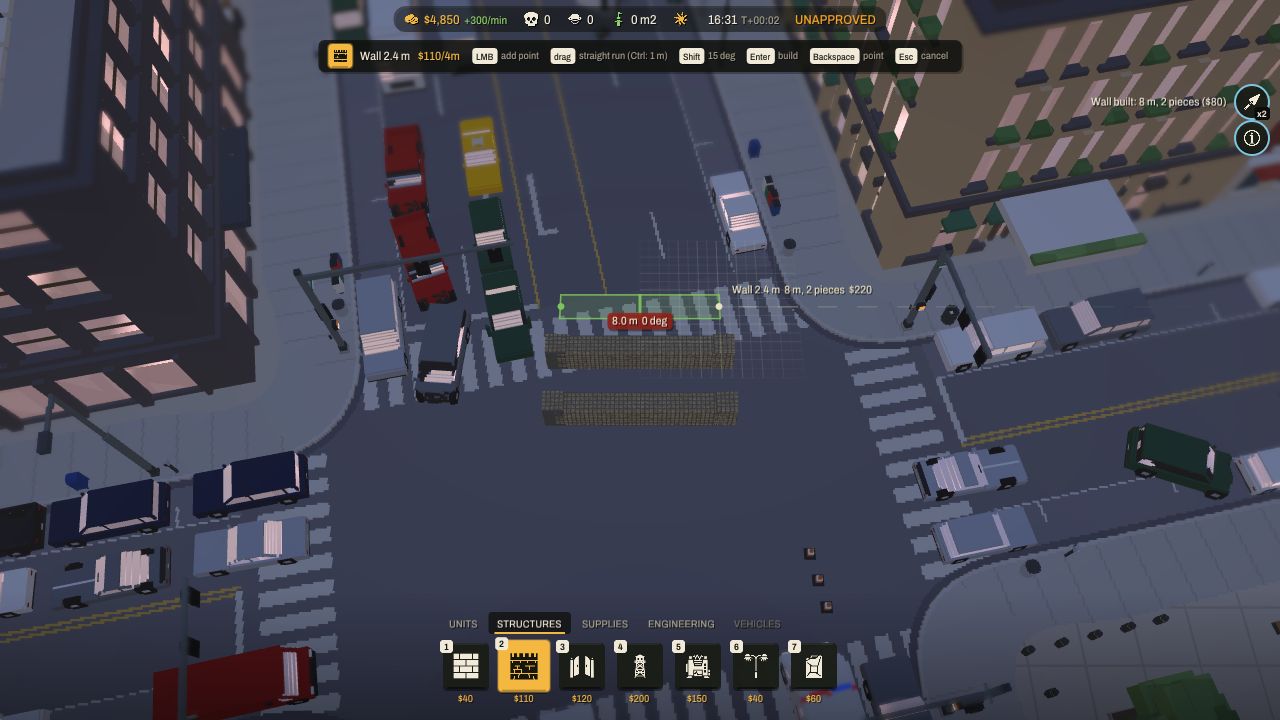 $4,850 +300/min 0 0 0 m2 16:31 T+00:02 UNAPPROVED
Wall 2.4 m $110/4m LMB add point drag straight run (Ctrl: 1 m) Shift 15 deg Enter build Backspace point Esc cancel
Wall built: 8 m, 2 pieces ($80)
x2
Wall 2.4 m 8 m, 2 pieces $220
8.0 m 0 deg
UNITS STRUCTURES SUPPLIES ENGINEERING VEHICLES
1 2 3 4 5 6 7
$40 $110 $120 $200 $150 $40 $60